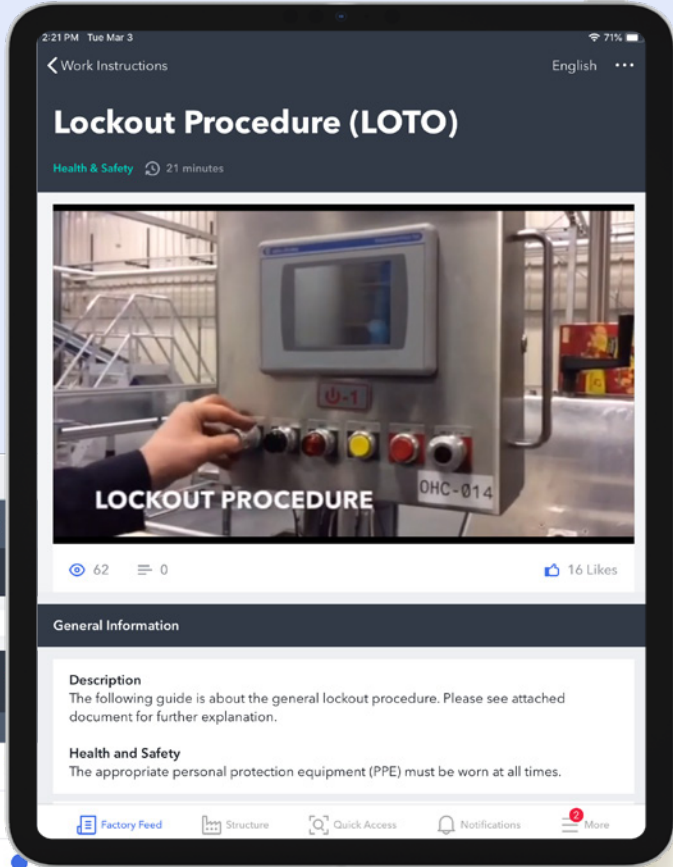 2:21 PM Tue Mar 3
71%
Work Instructions
English
Lockout Procedure (LOTO)
Health & Safety
21 minutes
-1
LOCKOUT PROCEDURE
OHC-014
62
0
16 Likes
General Information
Description
The following guide is about the general lockout procedure. Please see attached
document for further explanation.
Health and Safety
The appropriate personal protection equipment (PPE) must be worn at all times.
Factory Feed
Structure
Quick Access
Notifications
2
More